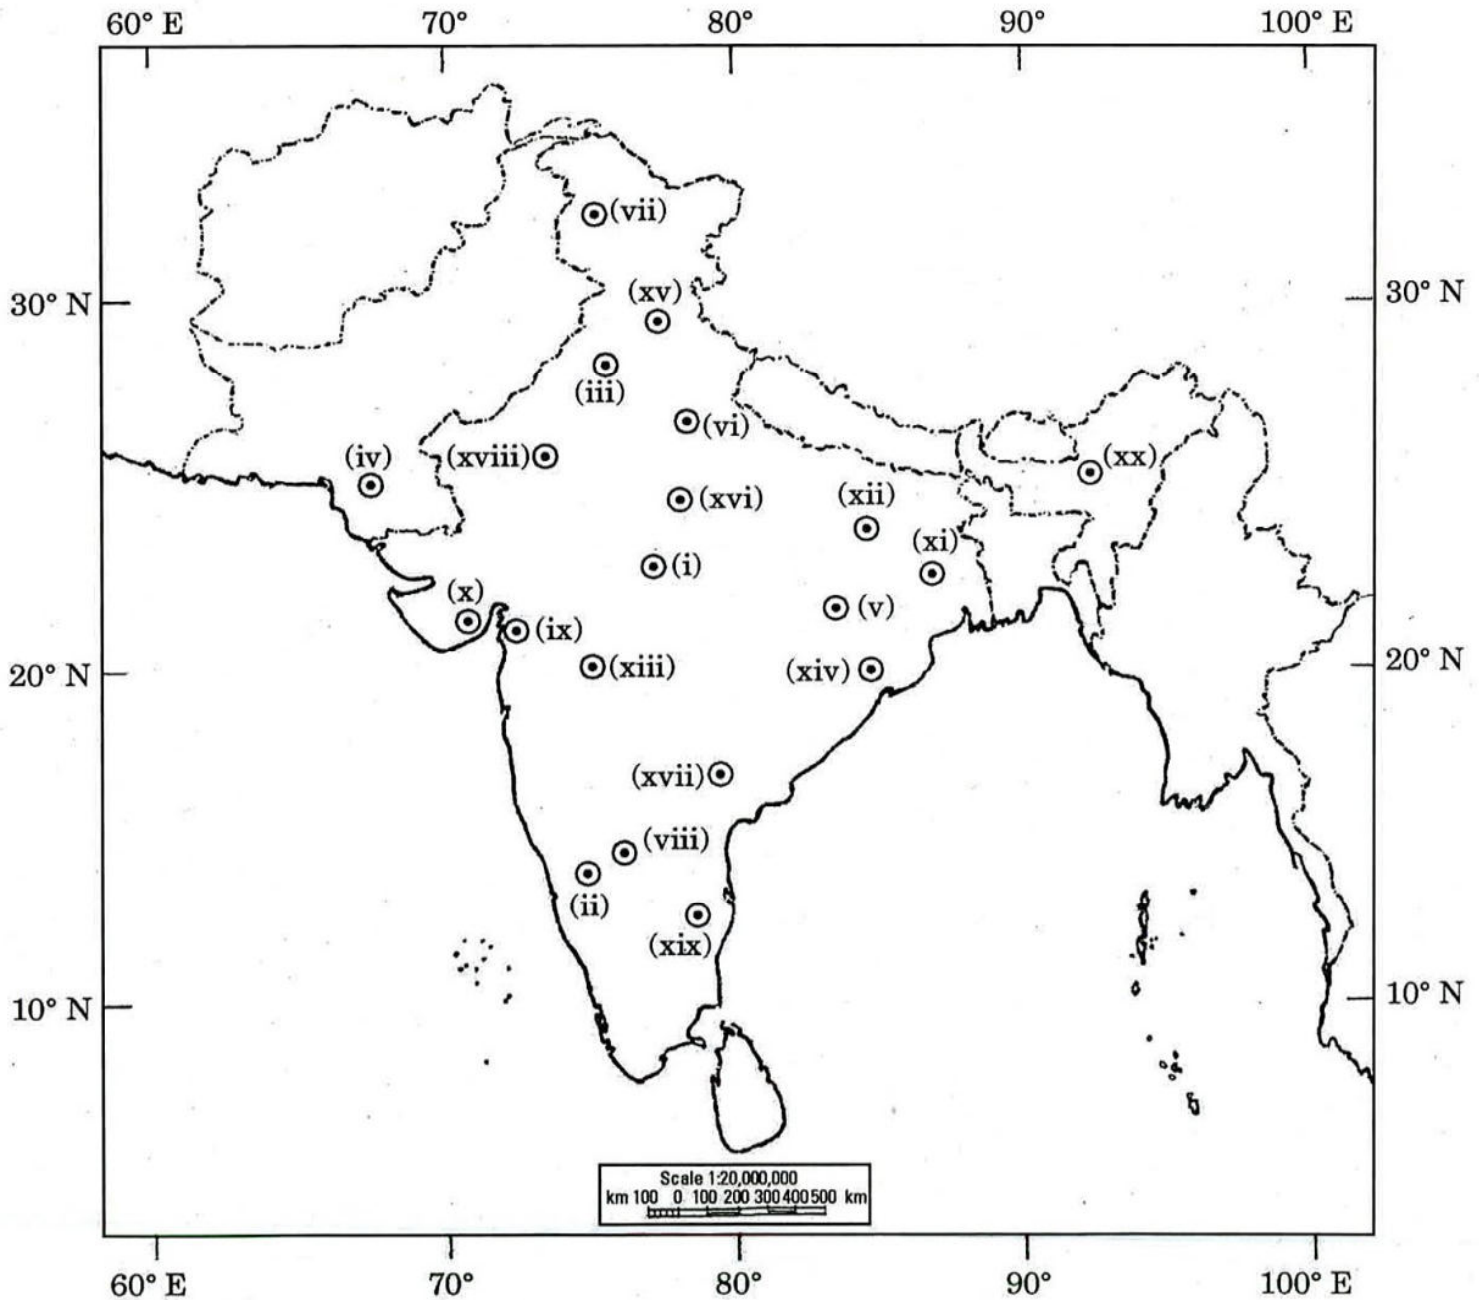 60° E 70° 80° 90° 100° E
(vii)
30° N (xv) 30° N
(iii)
(vi)
(iv) (xviii) (xx)
(xvi) (xii)
(xi)
(i)
(x) (v)
(ix)
20° N (xiii) (xiv) 20° N
(xvii)
(viii)
(ii)
(xix)
10° N 10° N
Scale 1:20,000,000
km 100 0 100 200 300 400 500 km
60° E 70° 80° 90° 100° E